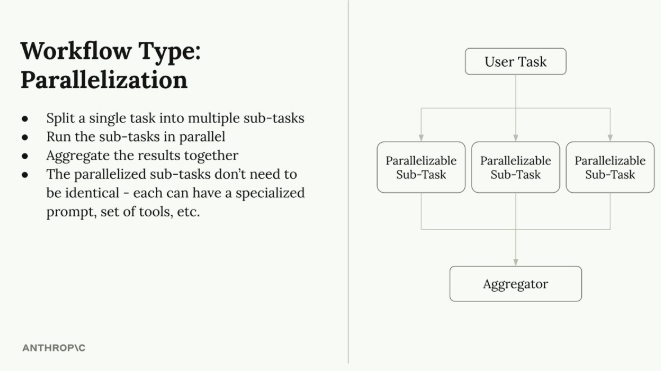 Workflow Type:
Parallelization
● Split a single task into multiple sub-tasks
● Run the sub-tasks in parallel
● Aggregate the results together
● The parallelized sub-tasks don't need to
be identical - each can have a specialized
prompt, set of tools, etc.
ANTHROP\C
User Task
Parallelizable
Sub-Task
Parallelizable
Sub-Task
Parallelizable
Sub-Task
Aggregator